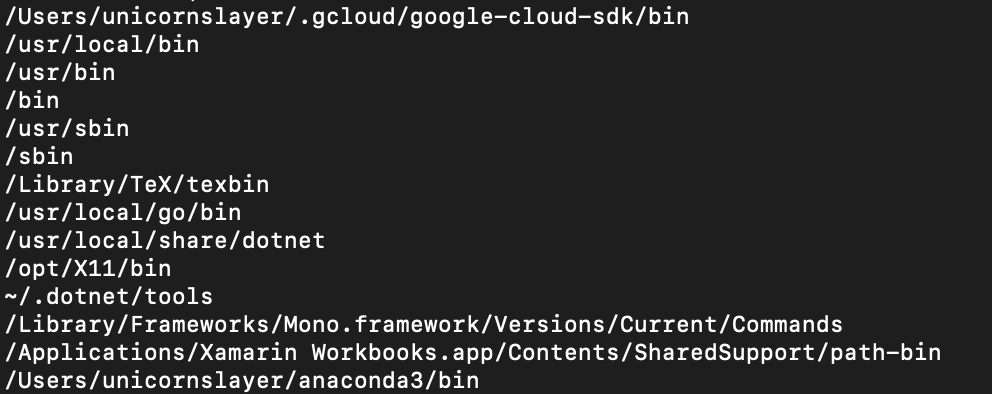 /Users/unicornslayer/.gcloud/google-cloud-sdk/bin
/usr/local/bin
/usr/bin
/bin
/usr/sbin
/sbin
/Library/TeX/texbin
/usr/local/go/bin
/usr/local/share/dotnet
/opt/X11/bin
~/.dotnet/tools
/Library/Frameworks/Mono.framework/Versions/Current/Commands
/Applications/Xamarin Workbooks.app/Contents/SharedSupport/path-bin
/Users/unicornslayer/anaconda3/bin